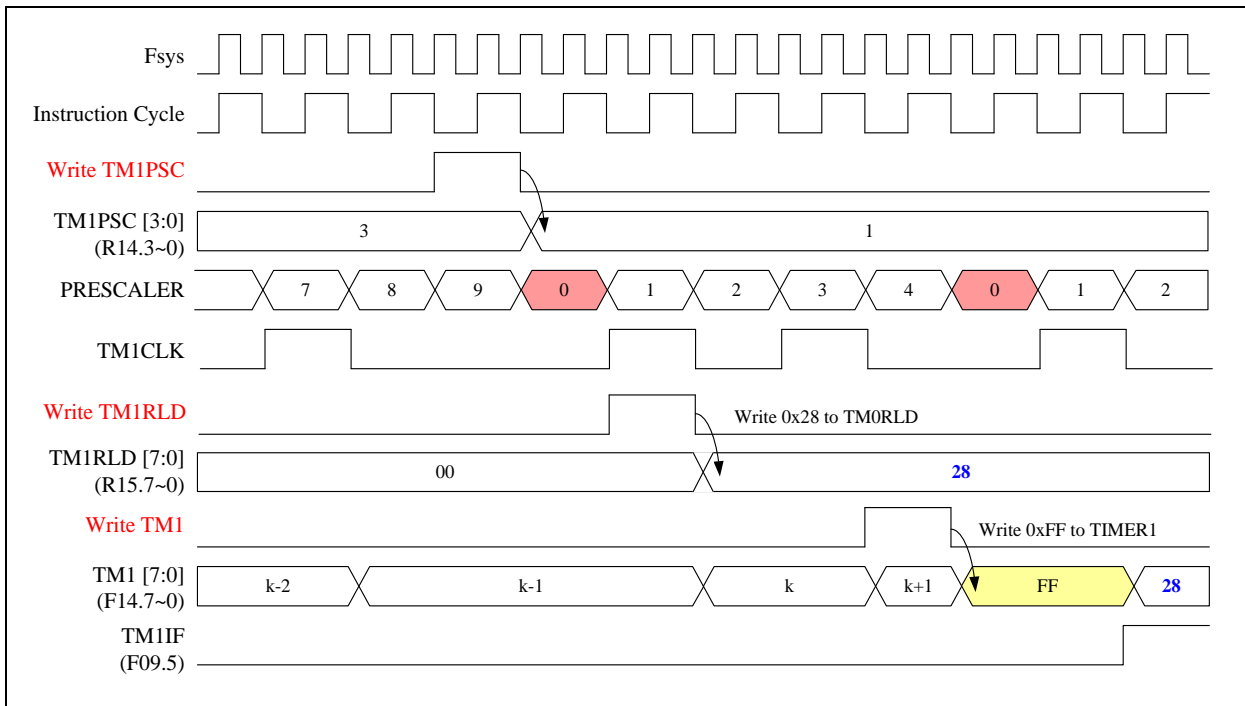 Fsys
Instruction Cycle
Write TM1PSC
TM1PSC [3:0]
(R14.3~0)
3
1
PRESCALER
7
8
9
0
1
2
3
4
0
1
2
TM1CLK
Write TM1RLD
Write 0x28 to TM0RLD
TM1RLD [7:0]
(R15.7~0)
00
28
Write TM1
Write 0xFF to TIMER1
TM1 [7:0]
(F14.7~0)
k-2
k-1
k
k+1
FF
28
TM1IF
(F09.5)